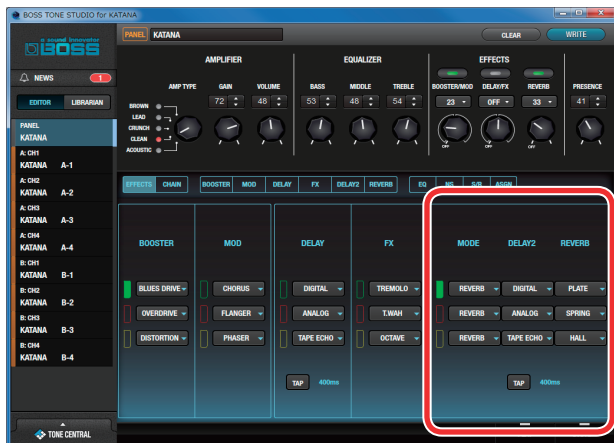 BOSS TONE STUDIO for KATANA
a sound innovator
BOSS
PANEL KATANA
CLEAR WRITE
NEWS 1
EDITOR LIBRARIAN
AMPLIFIER EQUALIZER EFFECTS
AMP TYPE GAIN VOLUME BASS MIDDLE TREBLE BOOSTER/MOD DELAY/FX REVERB PRESENCE
72 48 53 48 54 23 OFF 33 41
BROWN
LEAD
CRUNCH
CLEAN
ACOUSTIC
OFF OFF OFF
PANEL
KATANA
A: CH1
KATANA A-1
A: CH2
KATANA A-2
A: CH3
KATANA A-3
A: CH4
KATANA A-4
B: CH1
KATANA B-1
B: CH2
KATANA B-2
B: CH3
KATANA B-3
B: CH4
KATANA B-4
TONE CENTRAL
EFFECTS CHAIN BOOSTER MOD DELAY FX DELAY2 REVERB EQ NS S/R ASGN
BOOSTER MOD DELAY FX MODE DELAY2 REVERB
BLUES DRIVE CHORUS DIGITAL TREMOLO REVERB DIGITAL PLATE
OVERDRIVE FLANGER ANALOG T.WAH REVERB ANALOG SPRING
DISTORTION PHASER TAPE ECHO OCTAVE REVERB TAPE ECHO HALL
TAP 400ms TAP 400ms